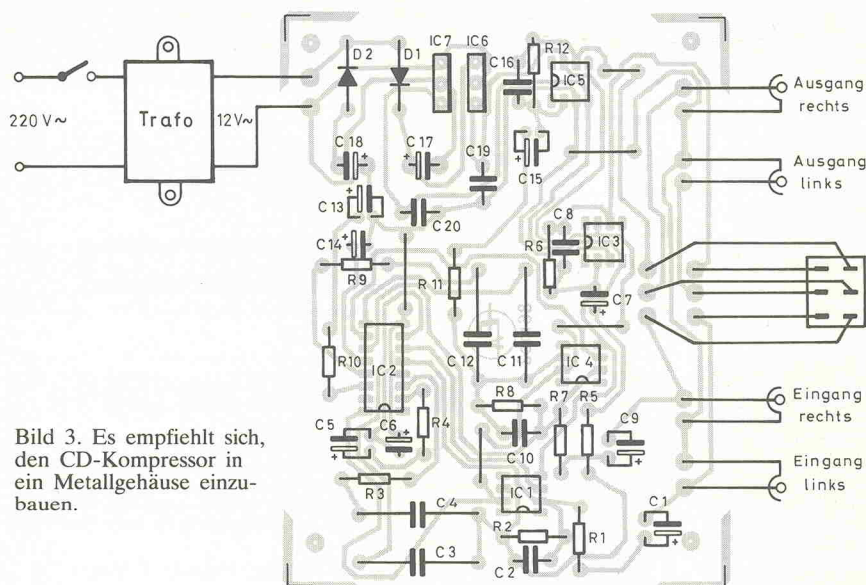 D2
D1
IC7
IC6
C16
R12
IC5
220 V~
Trafo
12V~
Ausgang
rechts
Ausgang
links
C18
C17
C19
C15
C13
C20
C14
R9
R11
R6
C8
IC3
C7
R10
IC2
C12
C11
IC4
C5
C6
R4
R8
R7
R5
C9
C10
Eingang
rechts
Eingang
links
R3
C4
IC1
C3
R2
C2
R1
C1
Bild 3. Es empfiehlt sich,
den CD-Kompressor in
ein Metallgehäuse einzu-
bauen.